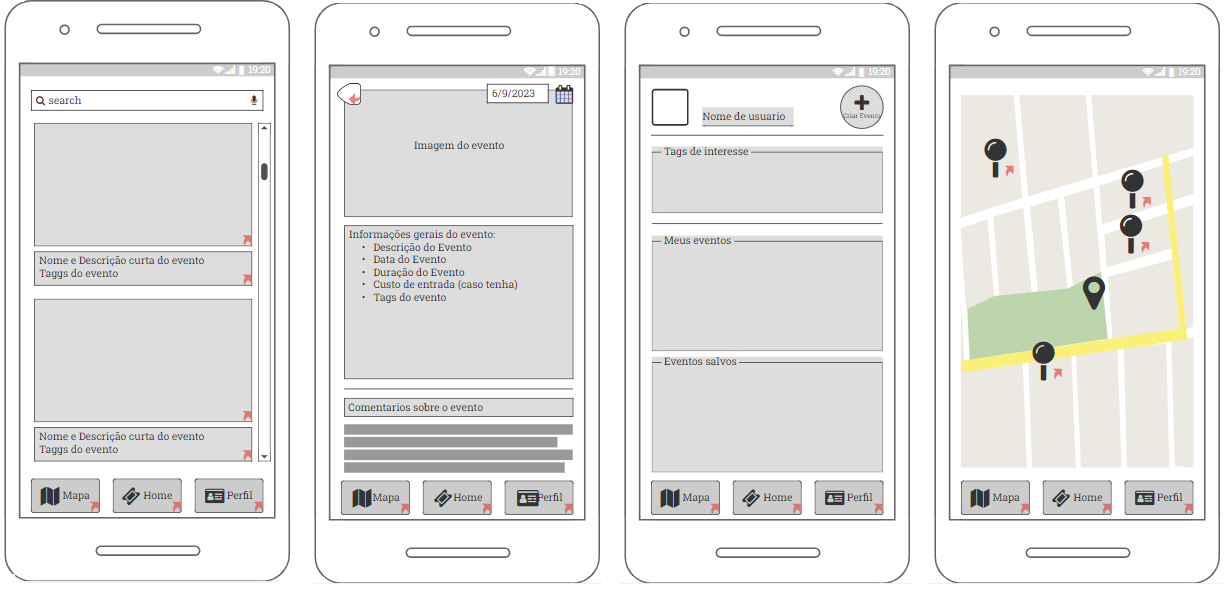 19:20
search
Nome e Descrição curta do evento
Taggs do evento
Nome e Descrição curta do evento
Taggs do evento
Mapa
Home
Perfil
19:20
6/9/2023
Imagem do evento
Informações gerais do evento:
• Descrição do Evento
• Data do Evento
• Duração do Evento
• Custo de entrada (caso tenha)
• Tags do evento
Comentarios sobre o evento
Mapa
Home
Perfil
19:20
Nome de usuario
Criar Evento
Tags de interesse
Meus eventos
Eventos salvos
Mapa
Home
Perfil
19:20
Mapa
Home
Perfil